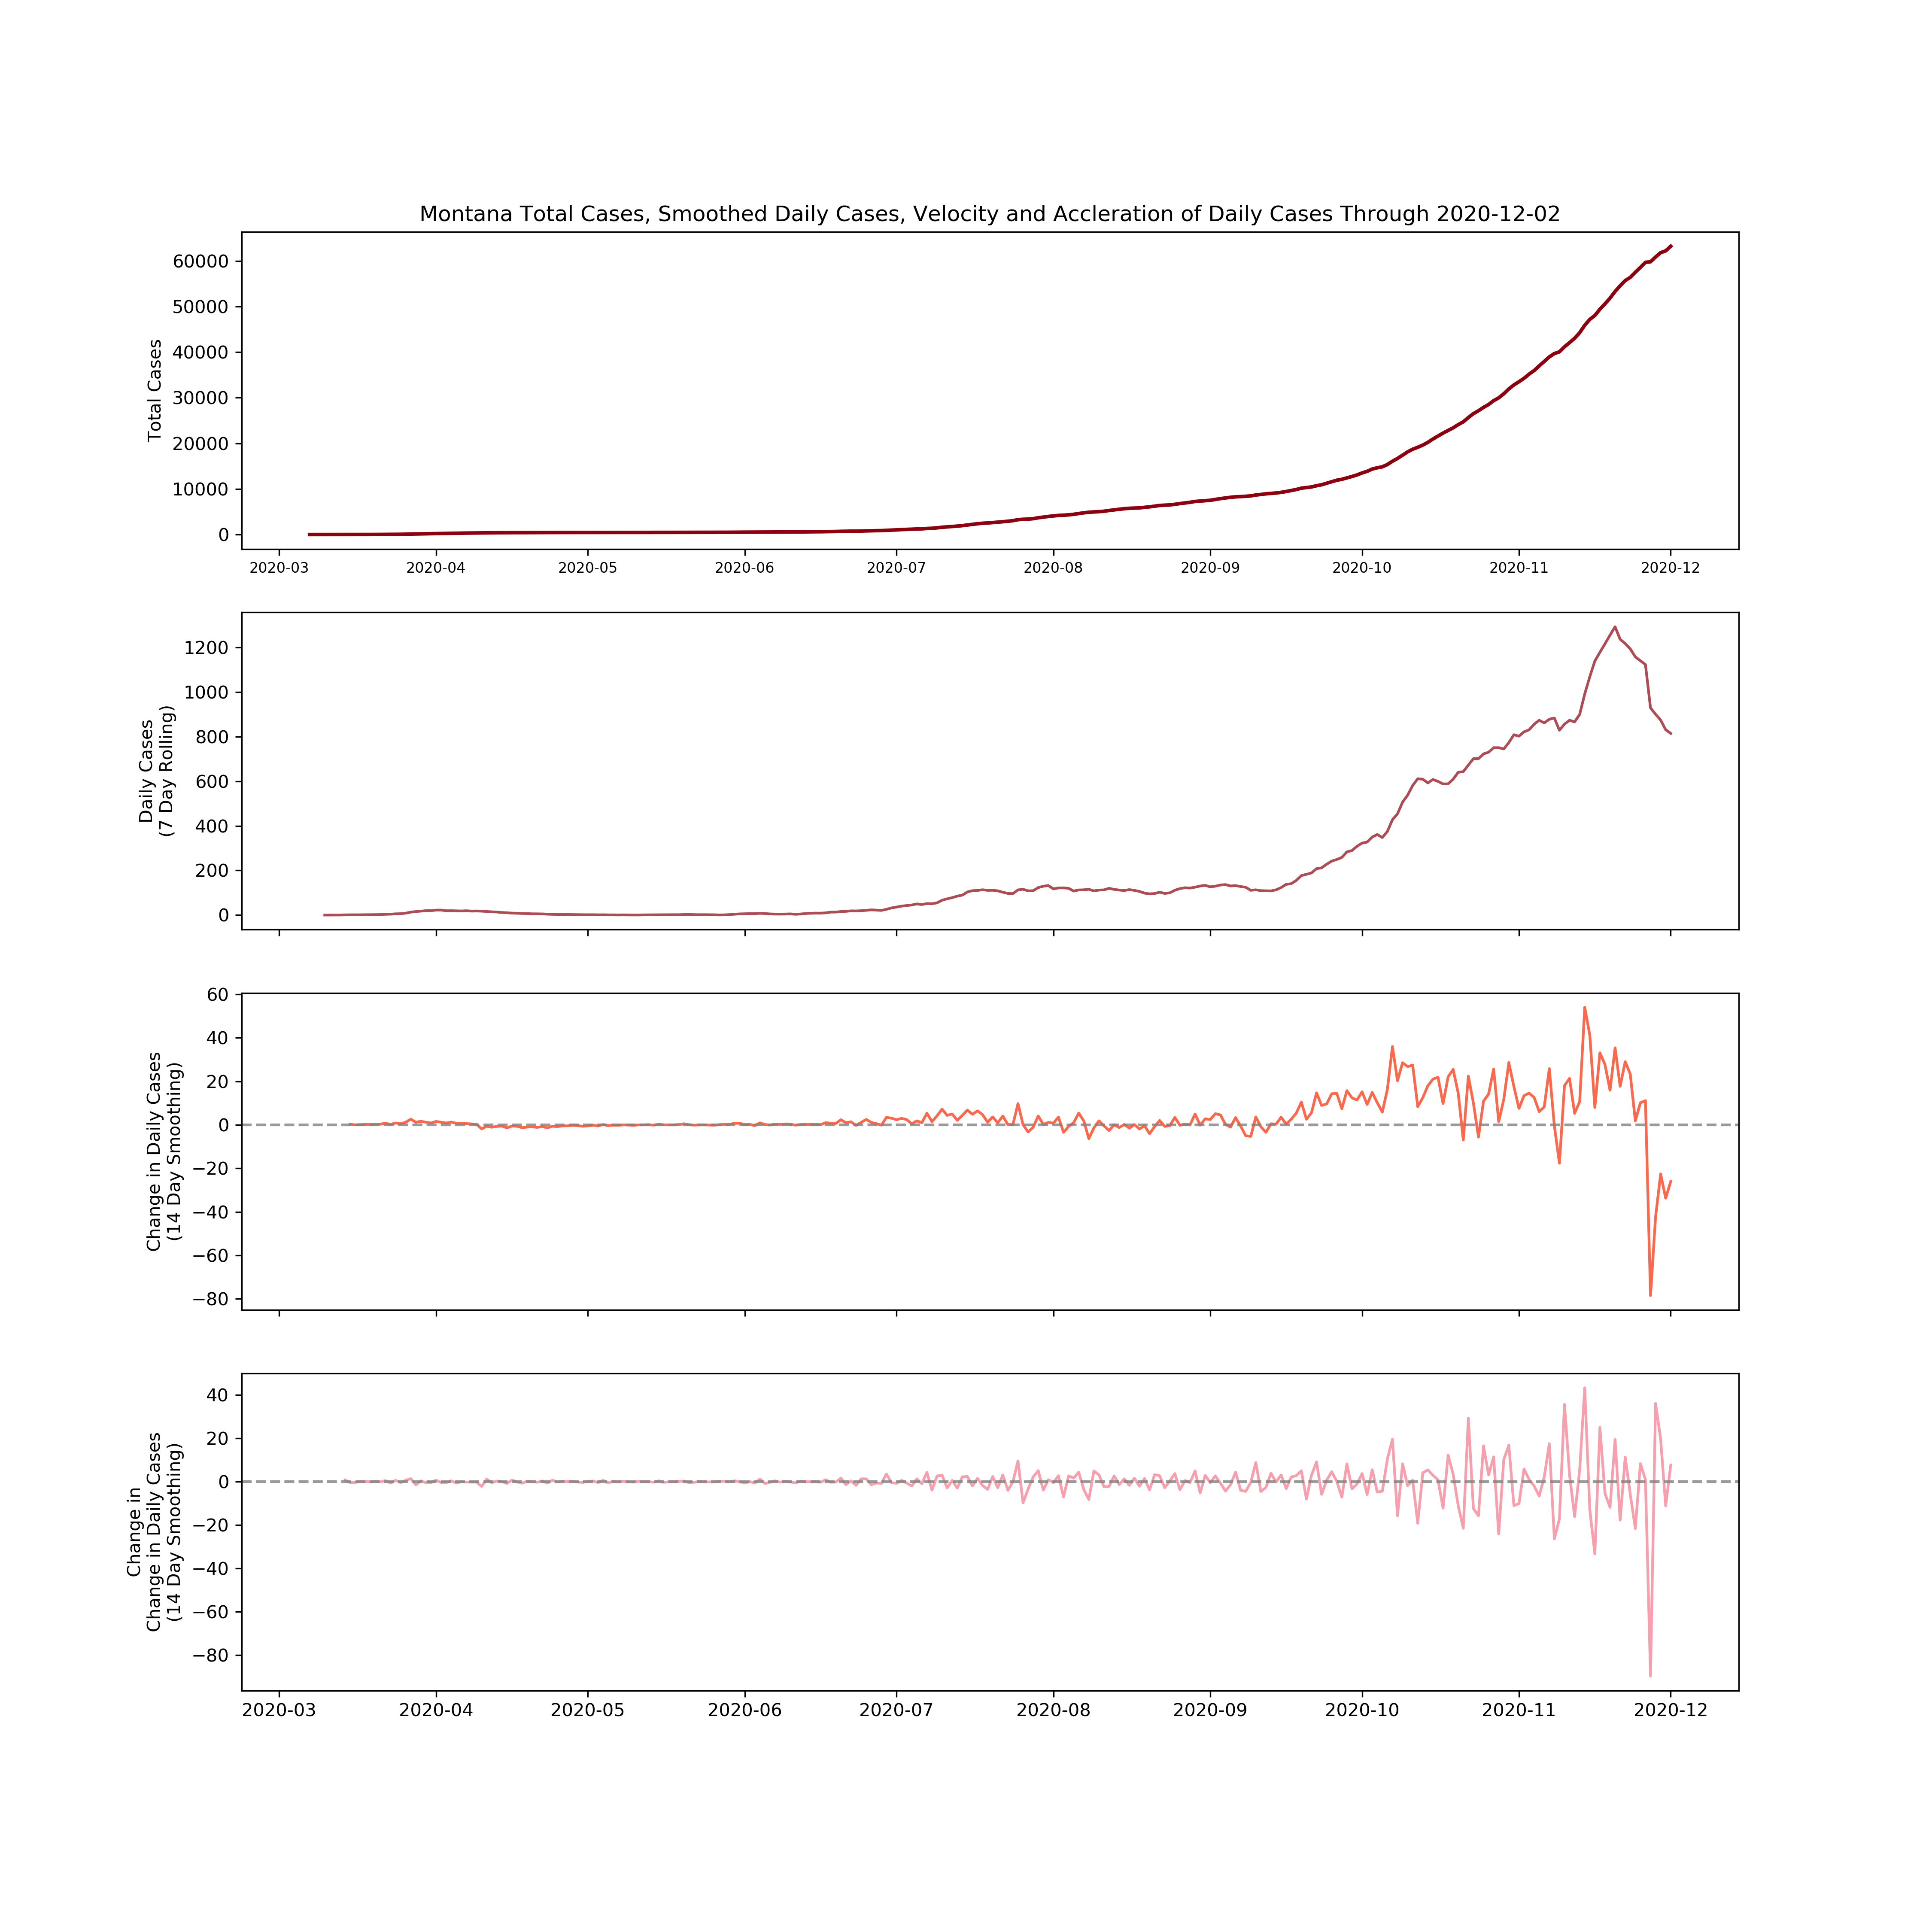 Montana Total Cases, Smoothed Daily Cases, Velocity and Accleration of Daily Cases Through 2020-12-02
Total Cases
60000
50000
40000
30000
20000
10000
0
2020-03 2020-04 2020-05 2020-06 2020-07 2020-08 2020-09 2020-10 2020-11 2020-12
Daily Cases
(7 Day Rolling)
1200
1000
800
600
400
200
0
Change in Daily Cases
(14 Day Smoothing)
60
40
20
0
−20
−40
−60
−80
Change in
Change in Daily Cases
(14 Day Smoothing)
40
20
0
−20
−40
−60
−80
2020-03 2020-04 2020-05 2020-06 2020-07 2020-08 2020-09 2020-10 2020-11 2020-12